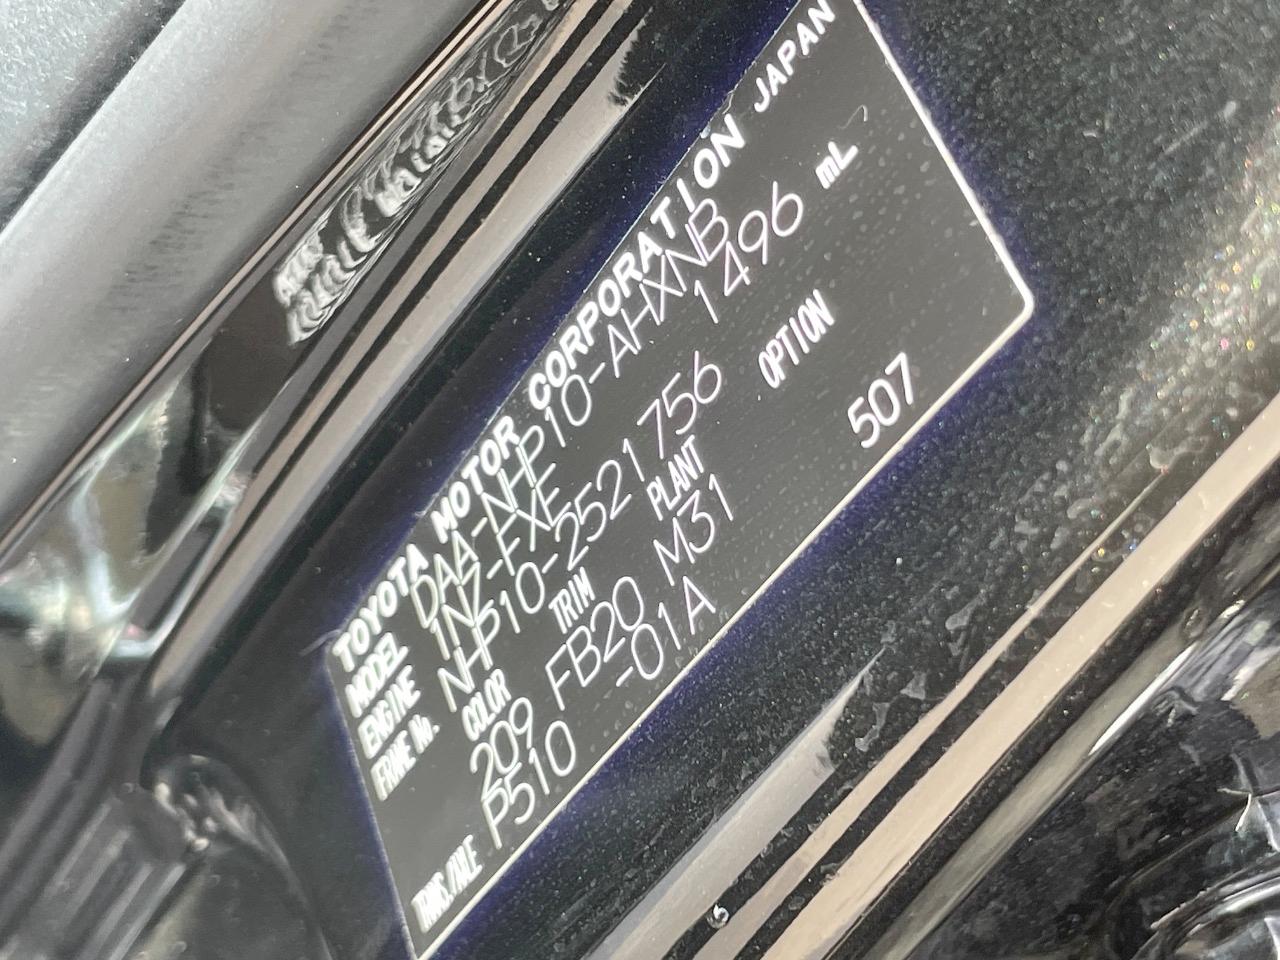 TOYOTA MOTOR CORPORATION JAPAN
MODEL DAA-NHP10-AHXNB
ENGINE 1NZ-FXE 1496 mL
FRAME No. NHP10-2521756
COLOR TRIM PLANT OPTION
209 FB20 M31 507
TRANS./AXLE P510 -01A